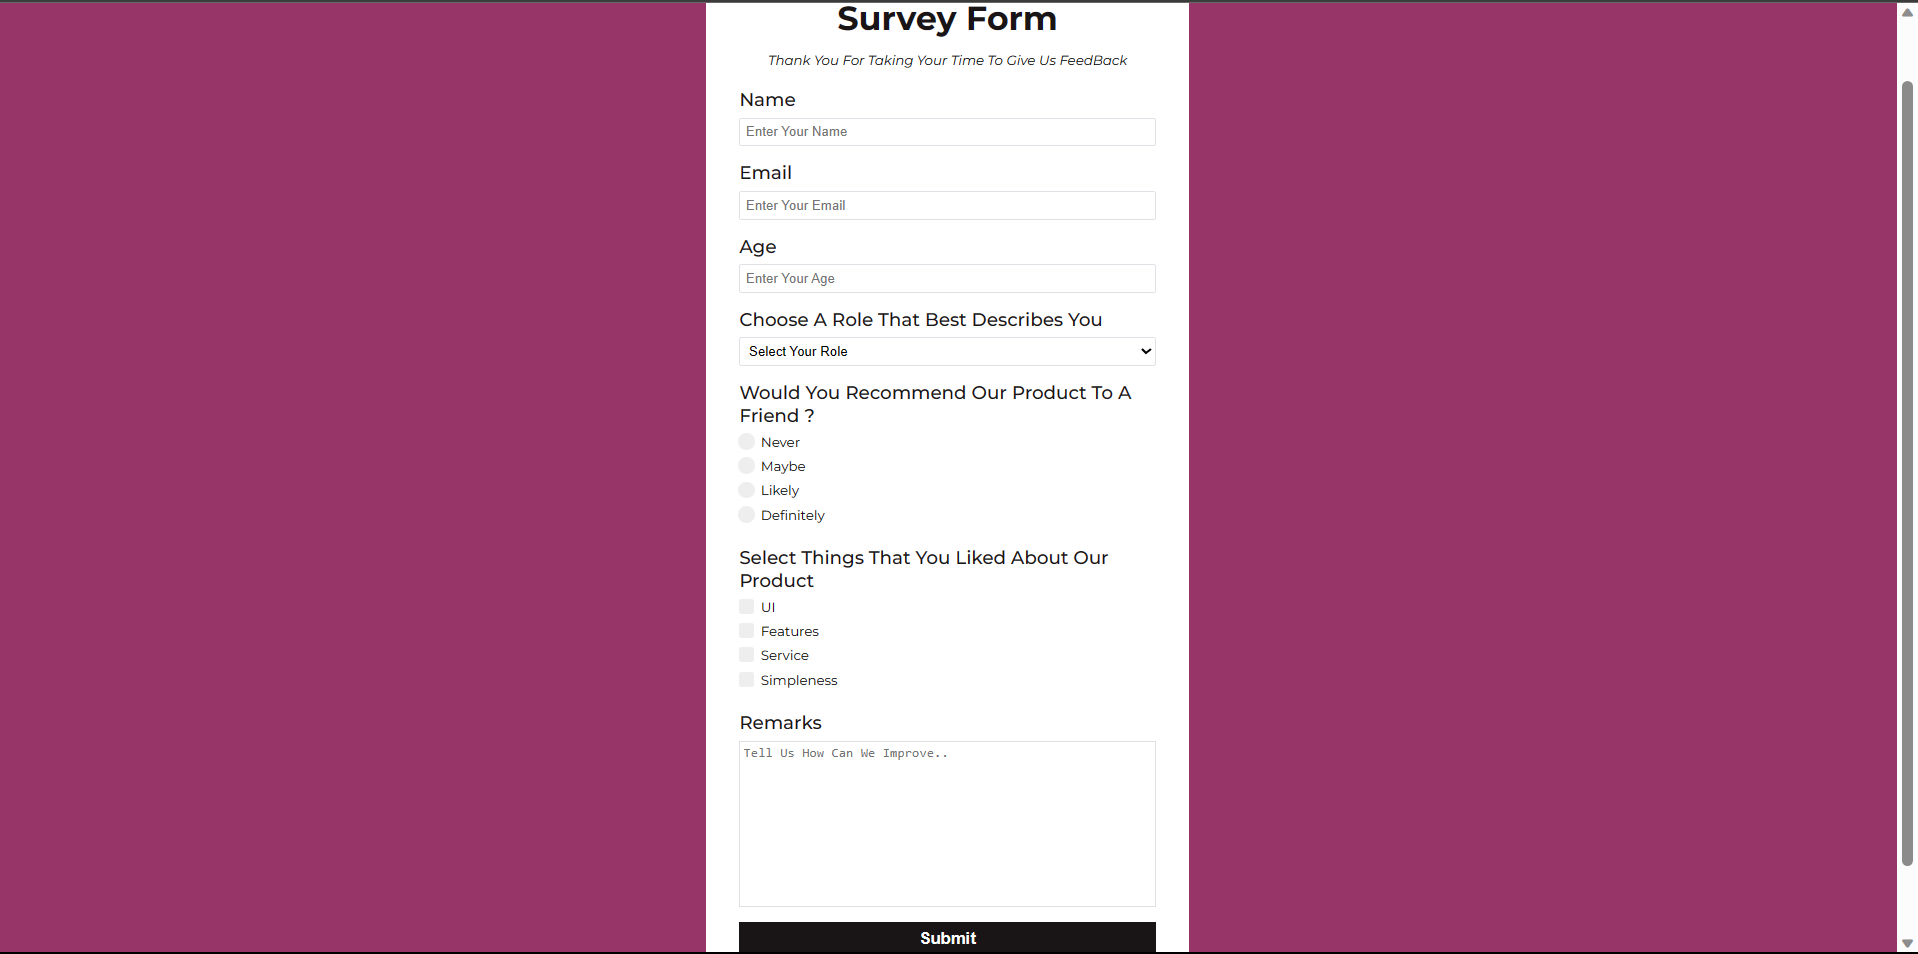 Survey Form
Thank You For Taking Your Time To Give Us FeedBack
Name
Enter Your Name
Email
Enter Your Email
Age
Enter Your Age
Choose A Role That Best Describes You
Select Your Role
Would You Recommend Our Product To A
Friend ?
Never
Maybe
Likely
Definitely
Select Things That You Liked About Our
Product
UI
Features
Service
Simpleness
Remarks
Tell Us How Can We Improve..
Submit